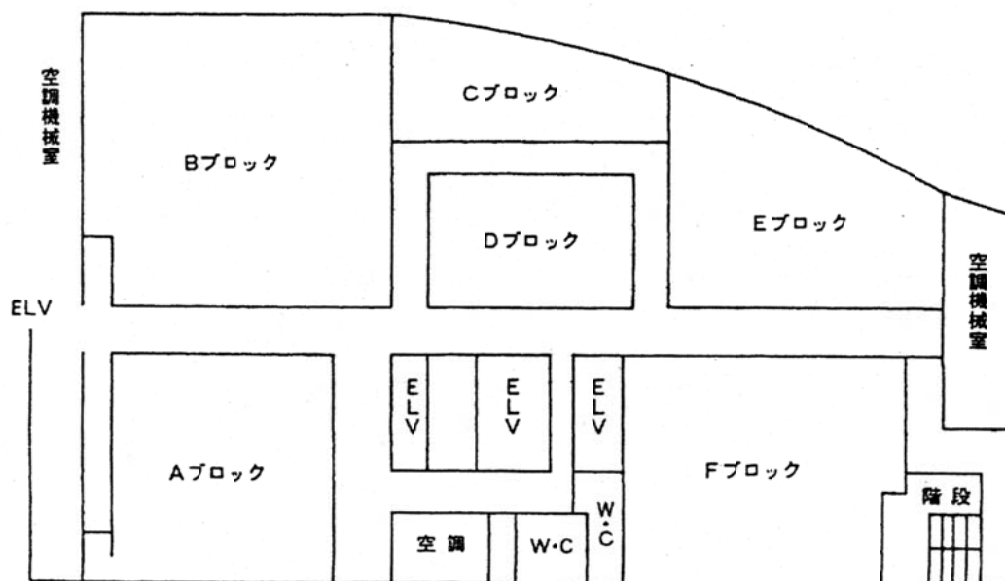 空調機械室
Cブロック
Bブロック
Eブロック
Dブロック
空調機械室
ELV
ELV
ELV
ELV
Aブロック
Fブロック
階段
W・C
空調
W・C